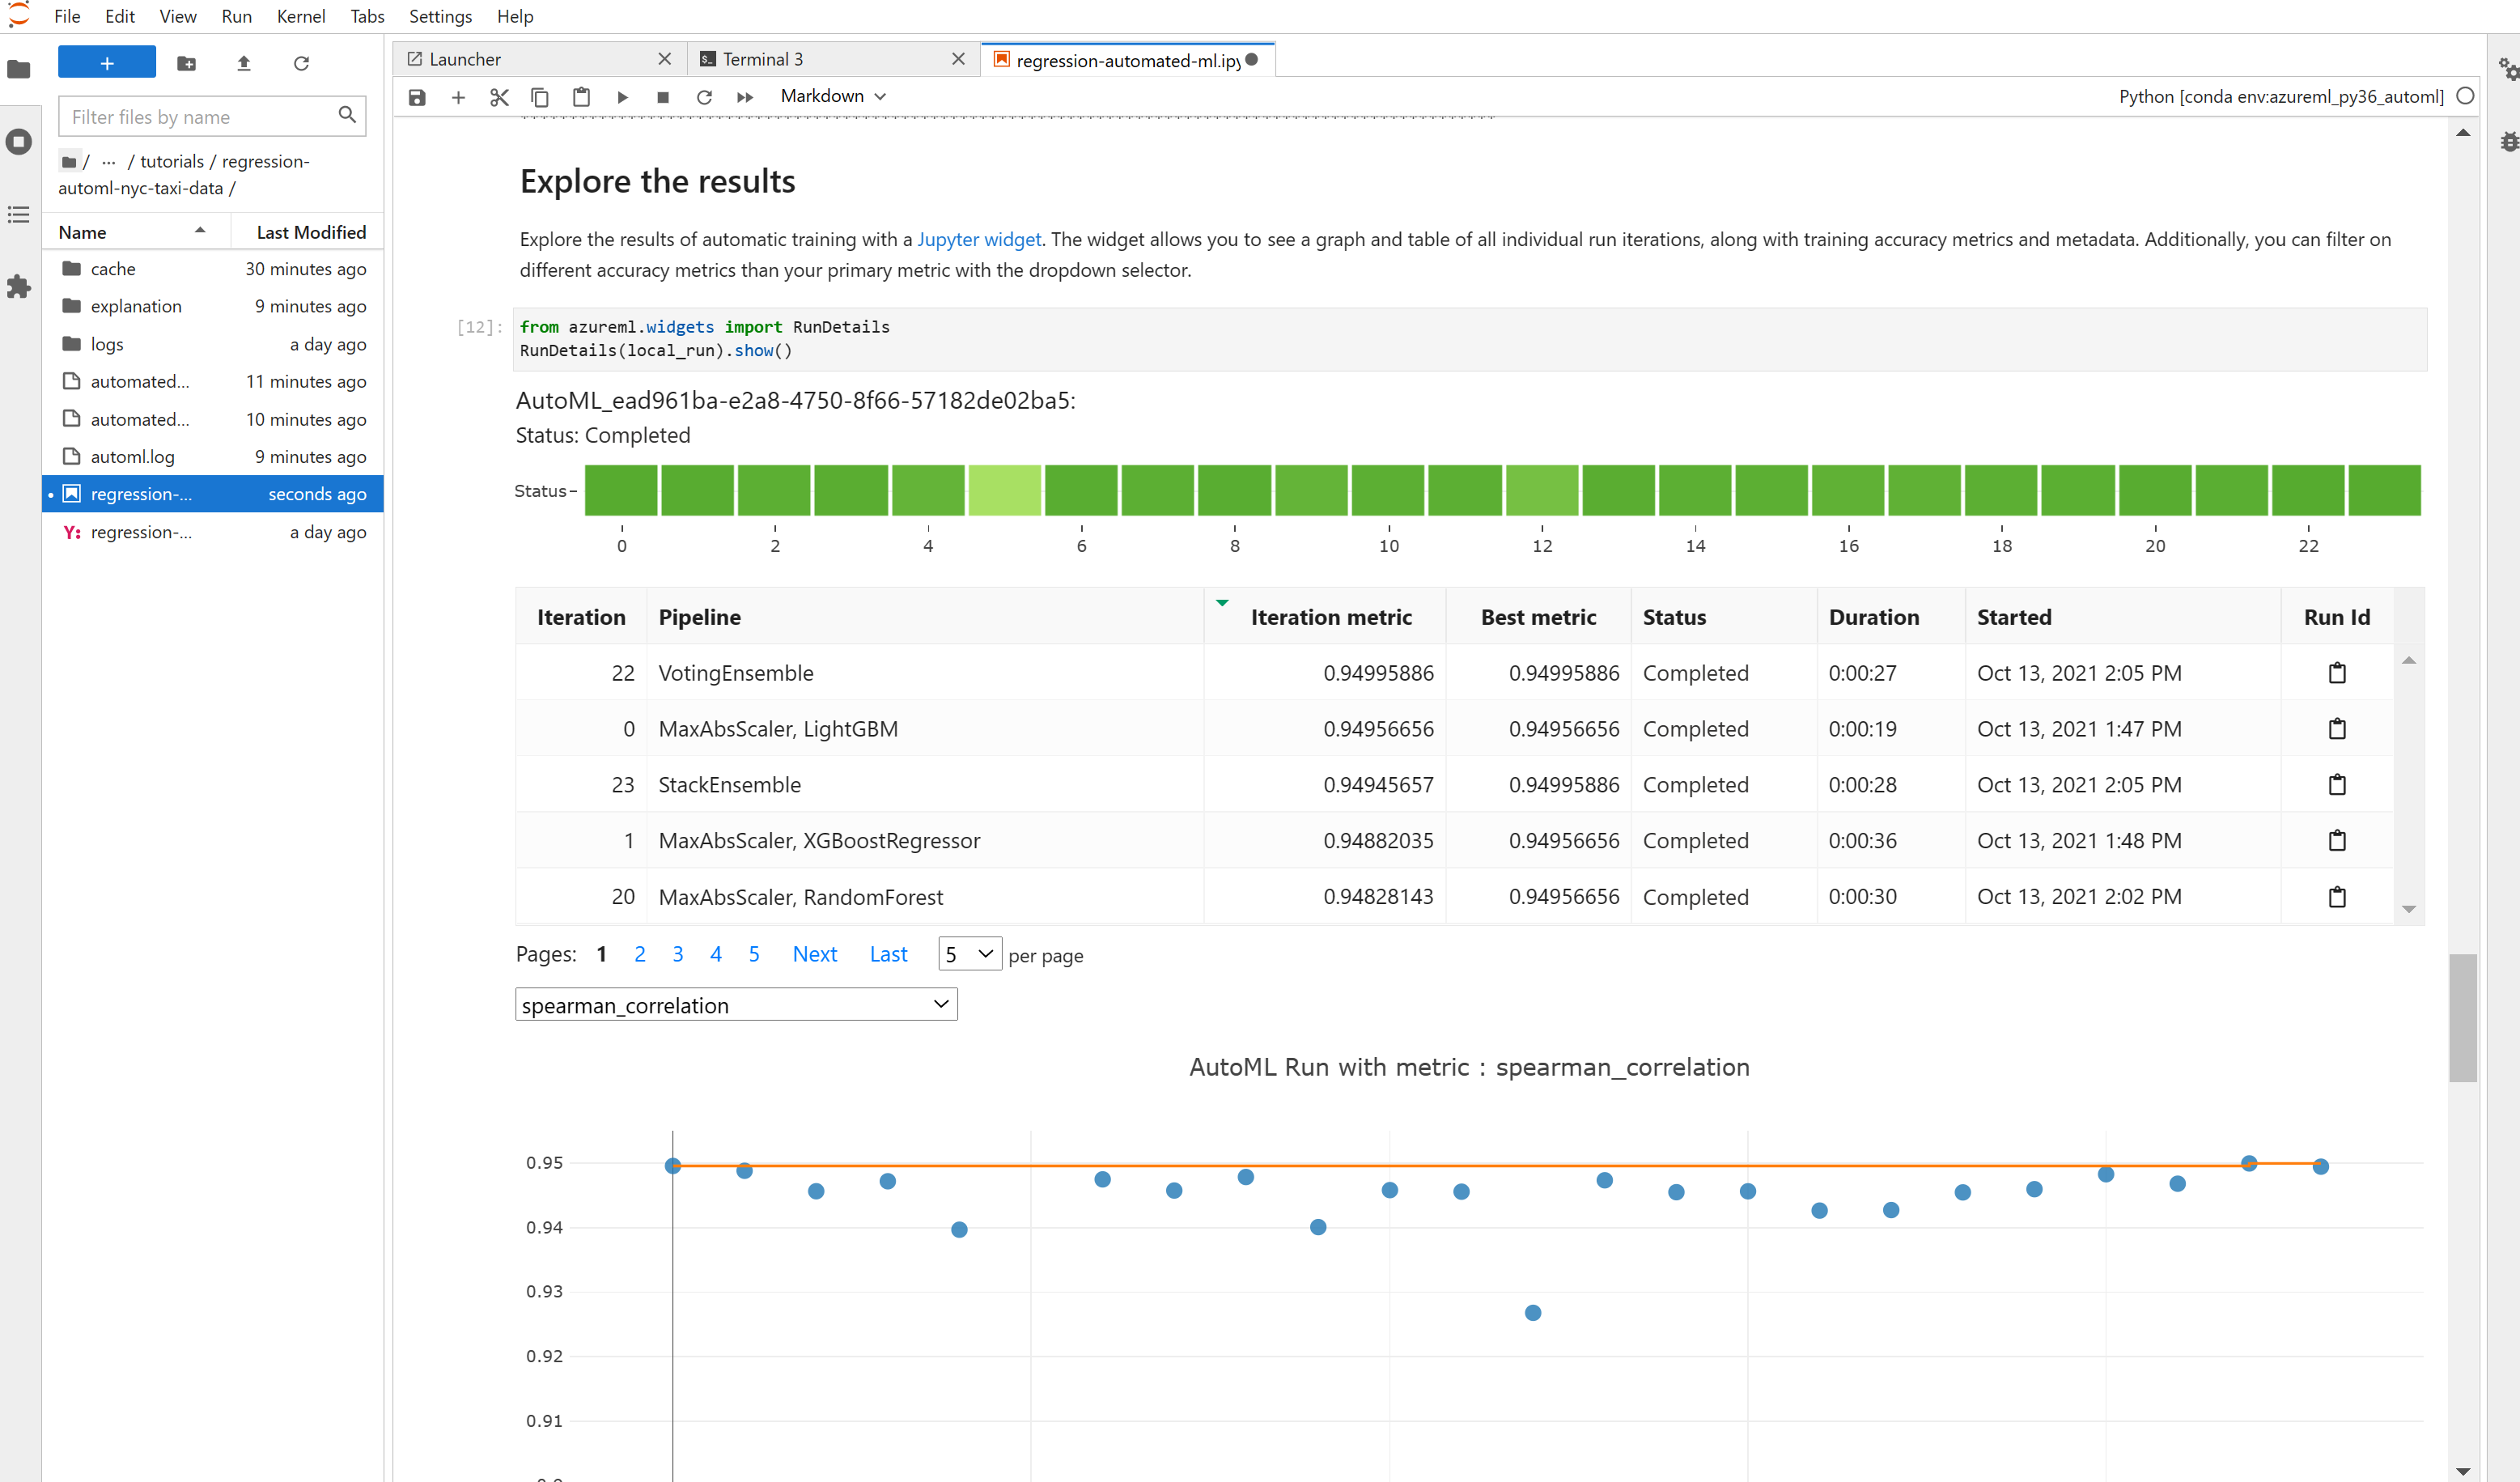 File Edit View Run Kernel Tabs Settings Help
Launcher
Terminal 3
regression-automated-ml.ipy
Filter files by name
/ ... / tutorials / regression-
automl-nyc-taxi-data /
Name Last Modified
cache 30 minutes ago
explanation 9 minutes ago
logs a day ago
automated... 11 minutes ago
automated... 10 minutes ago
automl.log 9 minutes ago
regression-... seconds ago
Y: regression-... a day ago
Markdown
Python [conda env:azureml_py36_automl]
Explore the results
Explore the results of automatic training with a Jupyter widget. The widget allows you to see a graph and table of all individual run iterations, along with training accuracy metrics and metadata. Additionally, you can filter on
different accuracy metrics than your primary metric with the dropdown selector.
[12]: from azureml.widgets import RunDetails
RunDetails(local_run).show()
AutoML_ead961ba-e2a8-4750-8f66-57182de02ba5:
Status: Completed
Status
0 2 4 6 8 10 12 14 16 18 20 22
Iteration Pipeline Iteration metric Best metric Status Duration Started Run Id
22 VotingEnsemble 0.94995886 0.94995886 Completed 0:00:27 Oct 13, 2021 2:05 PM
0 MaxAbsScaler, LightGBM 0.94956656 0.94956656 Completed 0:00:19 Oct 13, 2021 1:47 PM
23 StackEnsemble 0.94945657 0.94995886 Completed 0:00:28 Oct 13, 2021 2:05 PM
1 MaxAbsScaler, XGBoostRegressor 0.94882035 0.94956656 Completed 0:00:36 Oct 13, 2021 1:48 PM
20 MaxAbsScaler, RandomForest 0.94828143 0.94956656 Completed 0:00:30 Oct 13, 2021 2:02 PM
Pages: 1 2 3 4 5 Next Last 5 per page
spearman_correlation
AutoML Run with metric : spearman_correlation
0.95
0.94
0.93
0.92
0.91